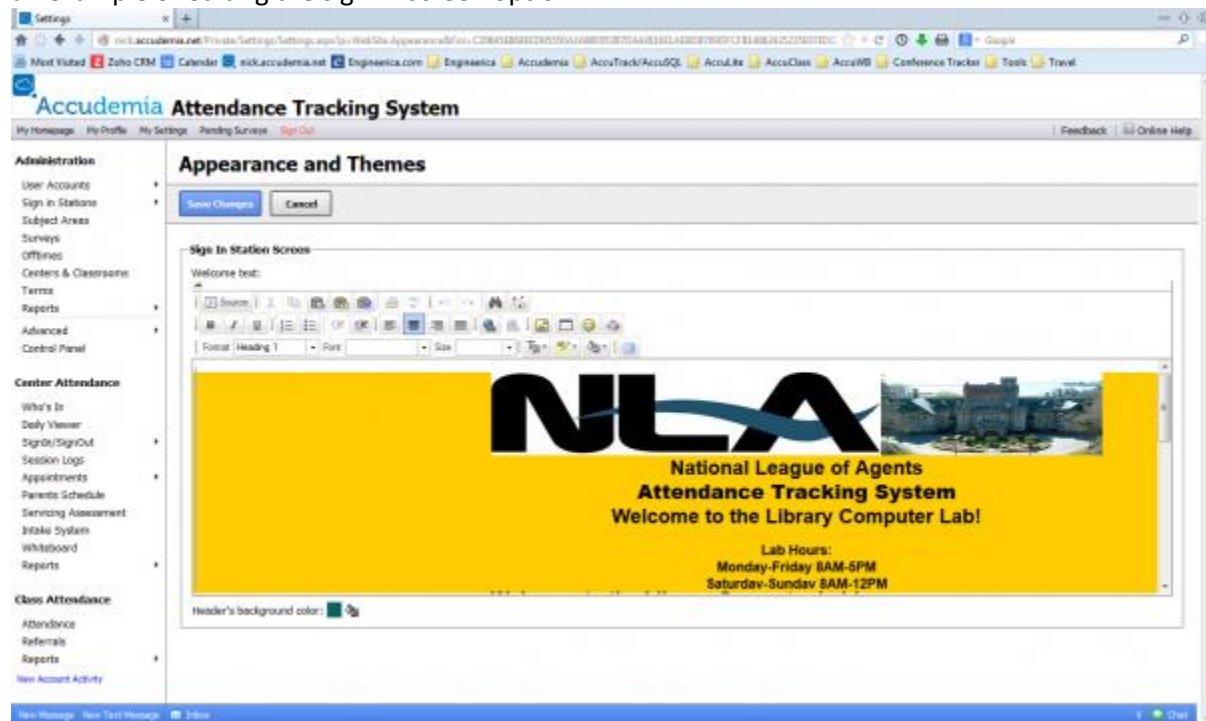 Settings
nick.accudemia.net
Google
Most Visited Zoho CRM Calender nick.accudemia.net Engineerica.com Engineerica Accudemia AccuTrack/AccuSQL AccuLite AccuClass AccuWB Conference Tracker Tools Travel
Accudemia Attendance Tracking System
My Homepage My Profile My Settings Pending Surveys Sign Out Feedback Online Help
Administration
User Accounts
Sign in Stations
Subject Areas
Surveys
Offtimes
Centers & Classrooms
Terms
Reports
Advanced
Control Panel
Center Attendance
Who's In
Daily Viewer
SignIn/SignOut
Session Logs
Appointments
Parents Schedule
Servicing Assessment
Intake System
Whiteboard
Reports
Class Attendance
Attendance
Referrals
Reports
New Account Activity
Appearance and Themes
Save Changes Cancel
Sign In Station Screen
Welcome text:
Source
B I U
Format Heading 1 Font Size
NLA
National League of Agents
Attendance Tracking System
Welcome to the Library Computer Lab!
Lab Hours:
Monday-Friday 8AM-5PM
Saturday-Sunday 8AM-12PM
Header's background color:
New Message New Text Message Inbox Chat